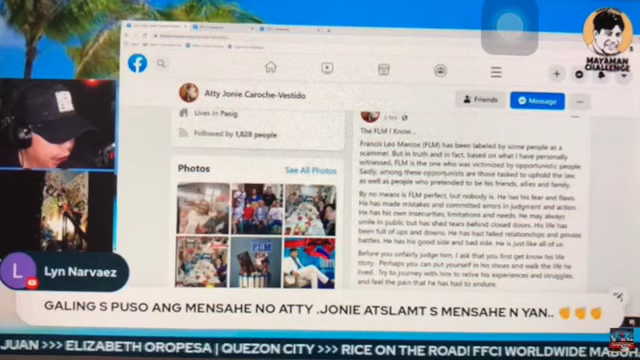 MAYAMAN
CHALLENGE
Atty Jonie Caroche-Vestido
Friends
Message
Lives in Pasig
Followed by 1,828 people
Photos
See All Photos
FLM
The FLM I Know...
Francis Leo Marcos (FLM) has been labeled by some people as a
scammer. But in truth and in fact, based on what I have personally
witnessed, FLM is the one who was victimized by opportunistic people.
Sadly, among these opportunists are those tasked to uphold the law,
as well as people who pretended to be his friends, allies and family.
By no means is FLM perfect, but nobody is. He has his fear and flaws.
He has made mistakes and committed errors in judgment and action.
He has his own insecurities, limitations and needs. He may always
smile in public but has shed tears behind closed doors. His life has
been full of ups and downs. He had failed relationships and private
battles. He has his good side and bad side. He is just like all of us.
Before you unfairly judge him, I ask that you first get know his life
story. Perhaps you can put yourself in his shoes and walk the life he
lived. Try to journey with him to relive his experiences and struggles,
and feel the pain that he has had to endure.
L
Lyn Narvaez
GALING S PUSO ANG MENSAHE NO ATTY .JONIE ATSLAMT S MENSAHE N YAN..
JUAN >>> ELIZABETH OROPESA | QUEZON CITY >>> RICE ON THE ROAD! FFCI WORLDWIDE